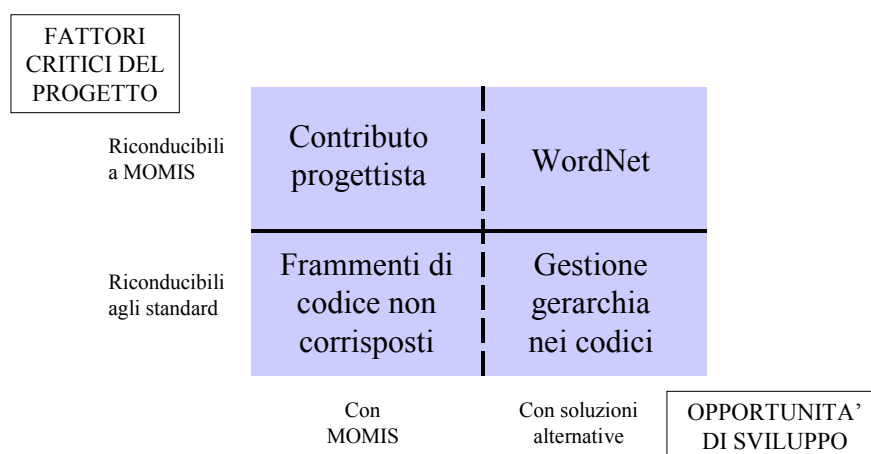 FATTORI
CRITICI DEL
PROGETTO
Riconducibili
a MOMIS
Contributo
progettista
WordNet
Riconducibili
agli standard
Frammenti di
codice non
corrisposti
Gestione
gerarchia
nei codici
Con
MOMIS
Con soluzioni
alternative
OPPORTUNITA’
DI SVILUPPO